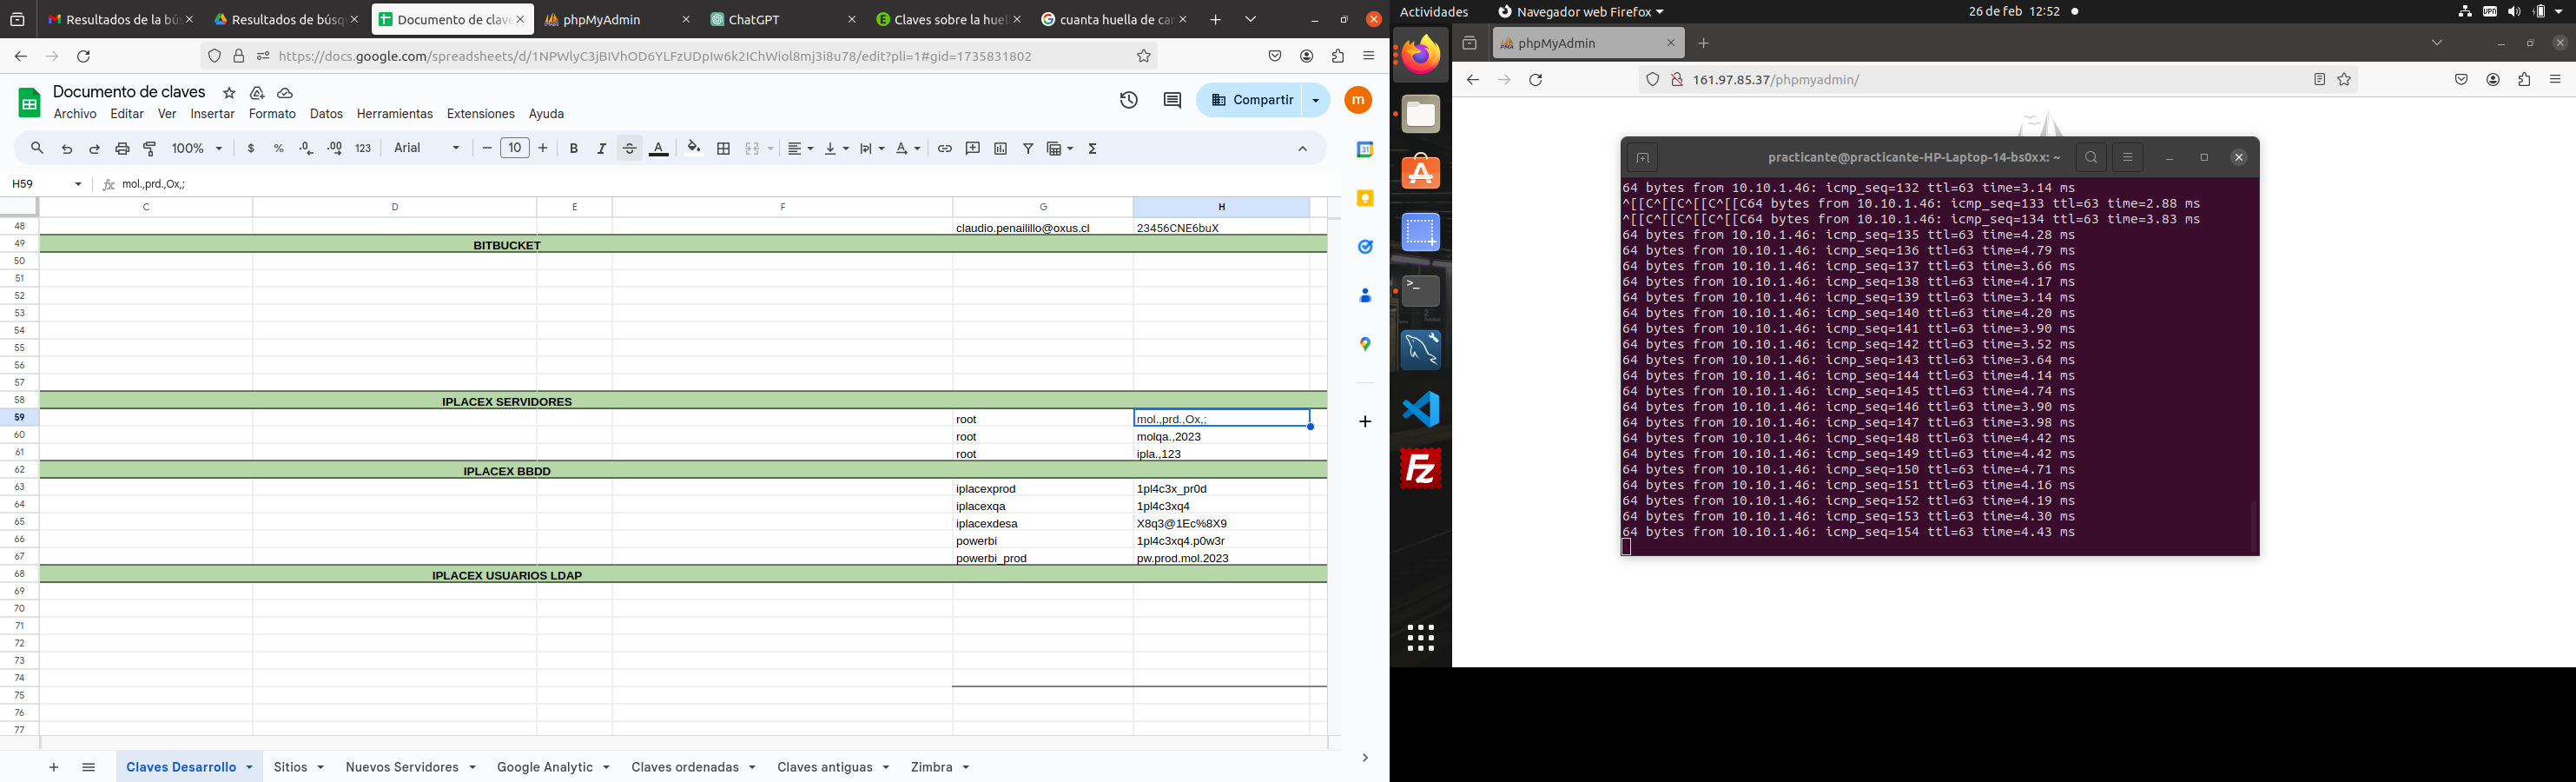 Resultados de la bús
Resultados de búsqu
Documento de clave
phpMyAdmin
ChatGPT
Claves sobre la huel
cuanta huella de car
https://docs.google.com/spreadsheets/d/1NPWlyC3jBIVhOD6YLFzUDpIw6k2IChWiol8mj3i8u78/edit?pli=1#gid=1735831802
Documento de claves
Archivo Editar Ver Insertar Formato Datos Herramientas Extensiones Ayuda
Compartir
m
100% $ % .0 .00 123 Arial 10 B I A Σ
H59 fx mol.,prd.,Ox,;
C D E F G H
48 claudio.penailillo@oxus.cl 23456CNE6buX
49 BITBUCKET
50
51
52
53
54
55
56
57
58 IPLACEX SERVIDORES
59 root mol.,prd.,Ox,;
60 root molqa.,2023
61 root ipla.,123
62 IPLACEX BBDD
63 iplacexprod 1pl4c3x_pr0d
64 iplacexqa 1pl4c3xq4
65 iplacexdesa X8q3@1Ec%8X9
66 powerbi 1pl4c3xq4.p0w3r
67 powerbi_prod pw.prod.mol.2023
68 IPLACEX USUARIOS LDAP
69
70
71
72
73
74
75
76
77
Claves Desarrollo Sitios Nuevos Servidores Google Analytic Claves ordenadas Claves antiguas Zimbra
Actividades Navegador web Firefox 26 de feb 12:52 VPN
phpMyAdmin
161.97.85.37/phpmyadmin/
practicante@practicante-HP-Laptop-14-bs0xx: ~
64 bytes from 10.10.1.46: icmp_seq=132 ttl=63 time=3.14 ms
^[[C^[[C^[[C^[[C64 bytes from 10.10.1.46: icmp_seq=133 ttl=63 time=2.88 ms
^[[C^[[C^[[C^[[C64 bytes from 10.10.1.46: icmp_seq=134 ttl=63 time=3.83 ms
64 bytes from 10.10.1.46: icmp_seq=135 ttl=63 time=4.28 ms
64 bytes from 10.10.1.46: icmp_seq=136 ttl=63 time=4.79 ms
64 bytes from 10.10.1.46: icmp_seq=137 ttl=63 time=3.66 ms
64 bytes from 10.10.1.46: icmp_seq=138 ttl=63 time=4.17 ms
64 bytes from 10.10.1.46: icmp_seq=139 ttl=63 time=3.14 ms
64 bytes from 10.10.1.46: icmp_seq=140 ttl=63 time=4.20 ms
64 bytes from 10.10.1.46: icmp_seq=141 ttl=63 time=3.90 ms
64 bytes from 10.10.1.46: icmp_seq=142 ttl=63 time=3.52 ms
64 bytes from 10.10.1.46: icmp_seq=143 ttl=63 time=3.64 ms
64 bytes from 10.10.1.46: icmp_seq=144 ttl=63 time=4.14 ms
64 bytes from 10.10.1.46: icmp_seq=145 ttl=63 time=4.74 ms
64 bytes from 10.10.1.46: icmp_seq=146 ttl=63 time=3.90 ms
64 bytes from 10.10.1.46: icmp_seq=147 ttl=63 time=3.98 ms
64 bytes from 10.10.1.46: icmp_seq=148 ttl=63 time=4.42 ms
64 bytes from 10.10.1.46: icmp_seq=149 ttl=63 time=4.42 ms
64 bytes from 10.10.1.46: icmp_seq=150 ttl=63 time=4.71 ms
64 bytes from 10.10.1.46: icmp_seq=151 ttl=63 time=4.16 ms
64 bytes from 10.10.1.46: icmp_seq=152 ttl=63 time=4.19 ms
64 bytes from 10.10.1.46: icmp_seq=153 ttl=63 time=4.30 ms
64 bytes from 10.10.1.46: icmp_seq=154 ttl=63 time=4.43 ms